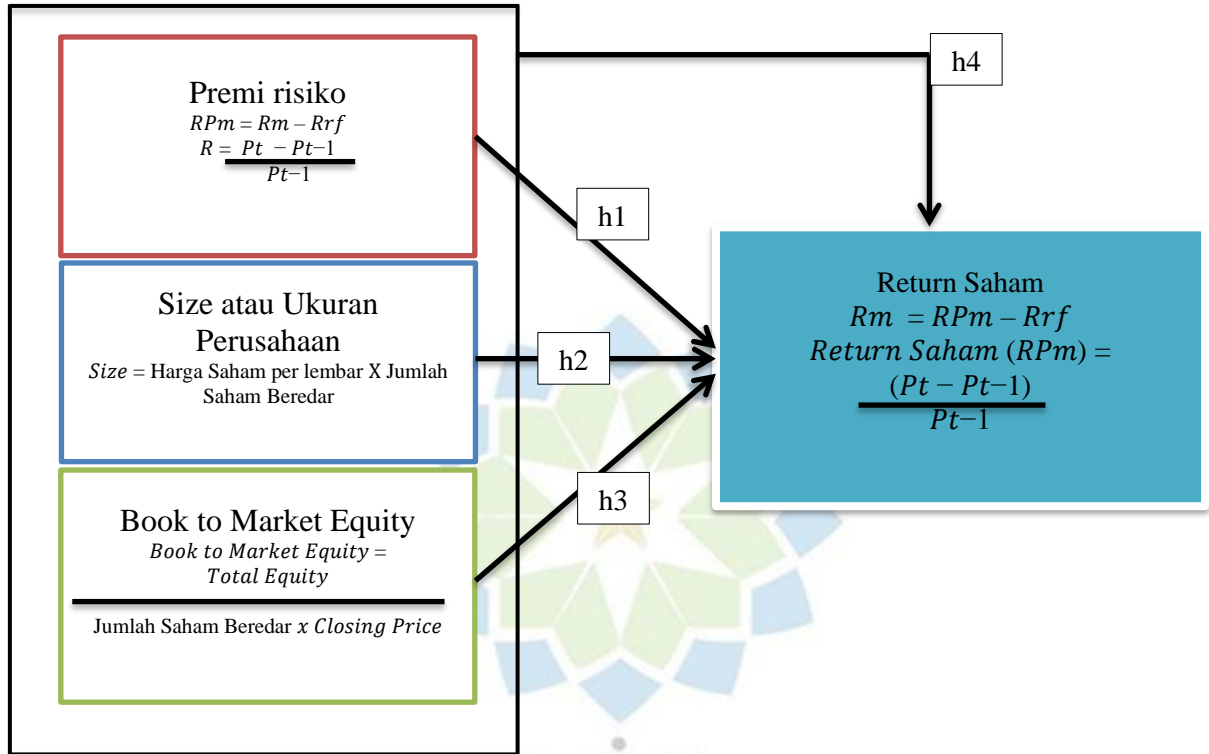 Premi risiko
RPm = Rm – Rrf
R = Pt − Pt−1
Pt−1
Size atau Ukuran
Perusahaan
Size = Harga Saham per lembar X Jumlah
Saham Beredar
Book to Market Equity
Book to Market Equity =
Total Equity
Jumlah Saham Beredar x Closing Price
h1
h2
h3
h4
Return Saham
Rm = RPm – Rrf
Return Saham (RPm) =
(Pt − Pt−1)
Pt−1